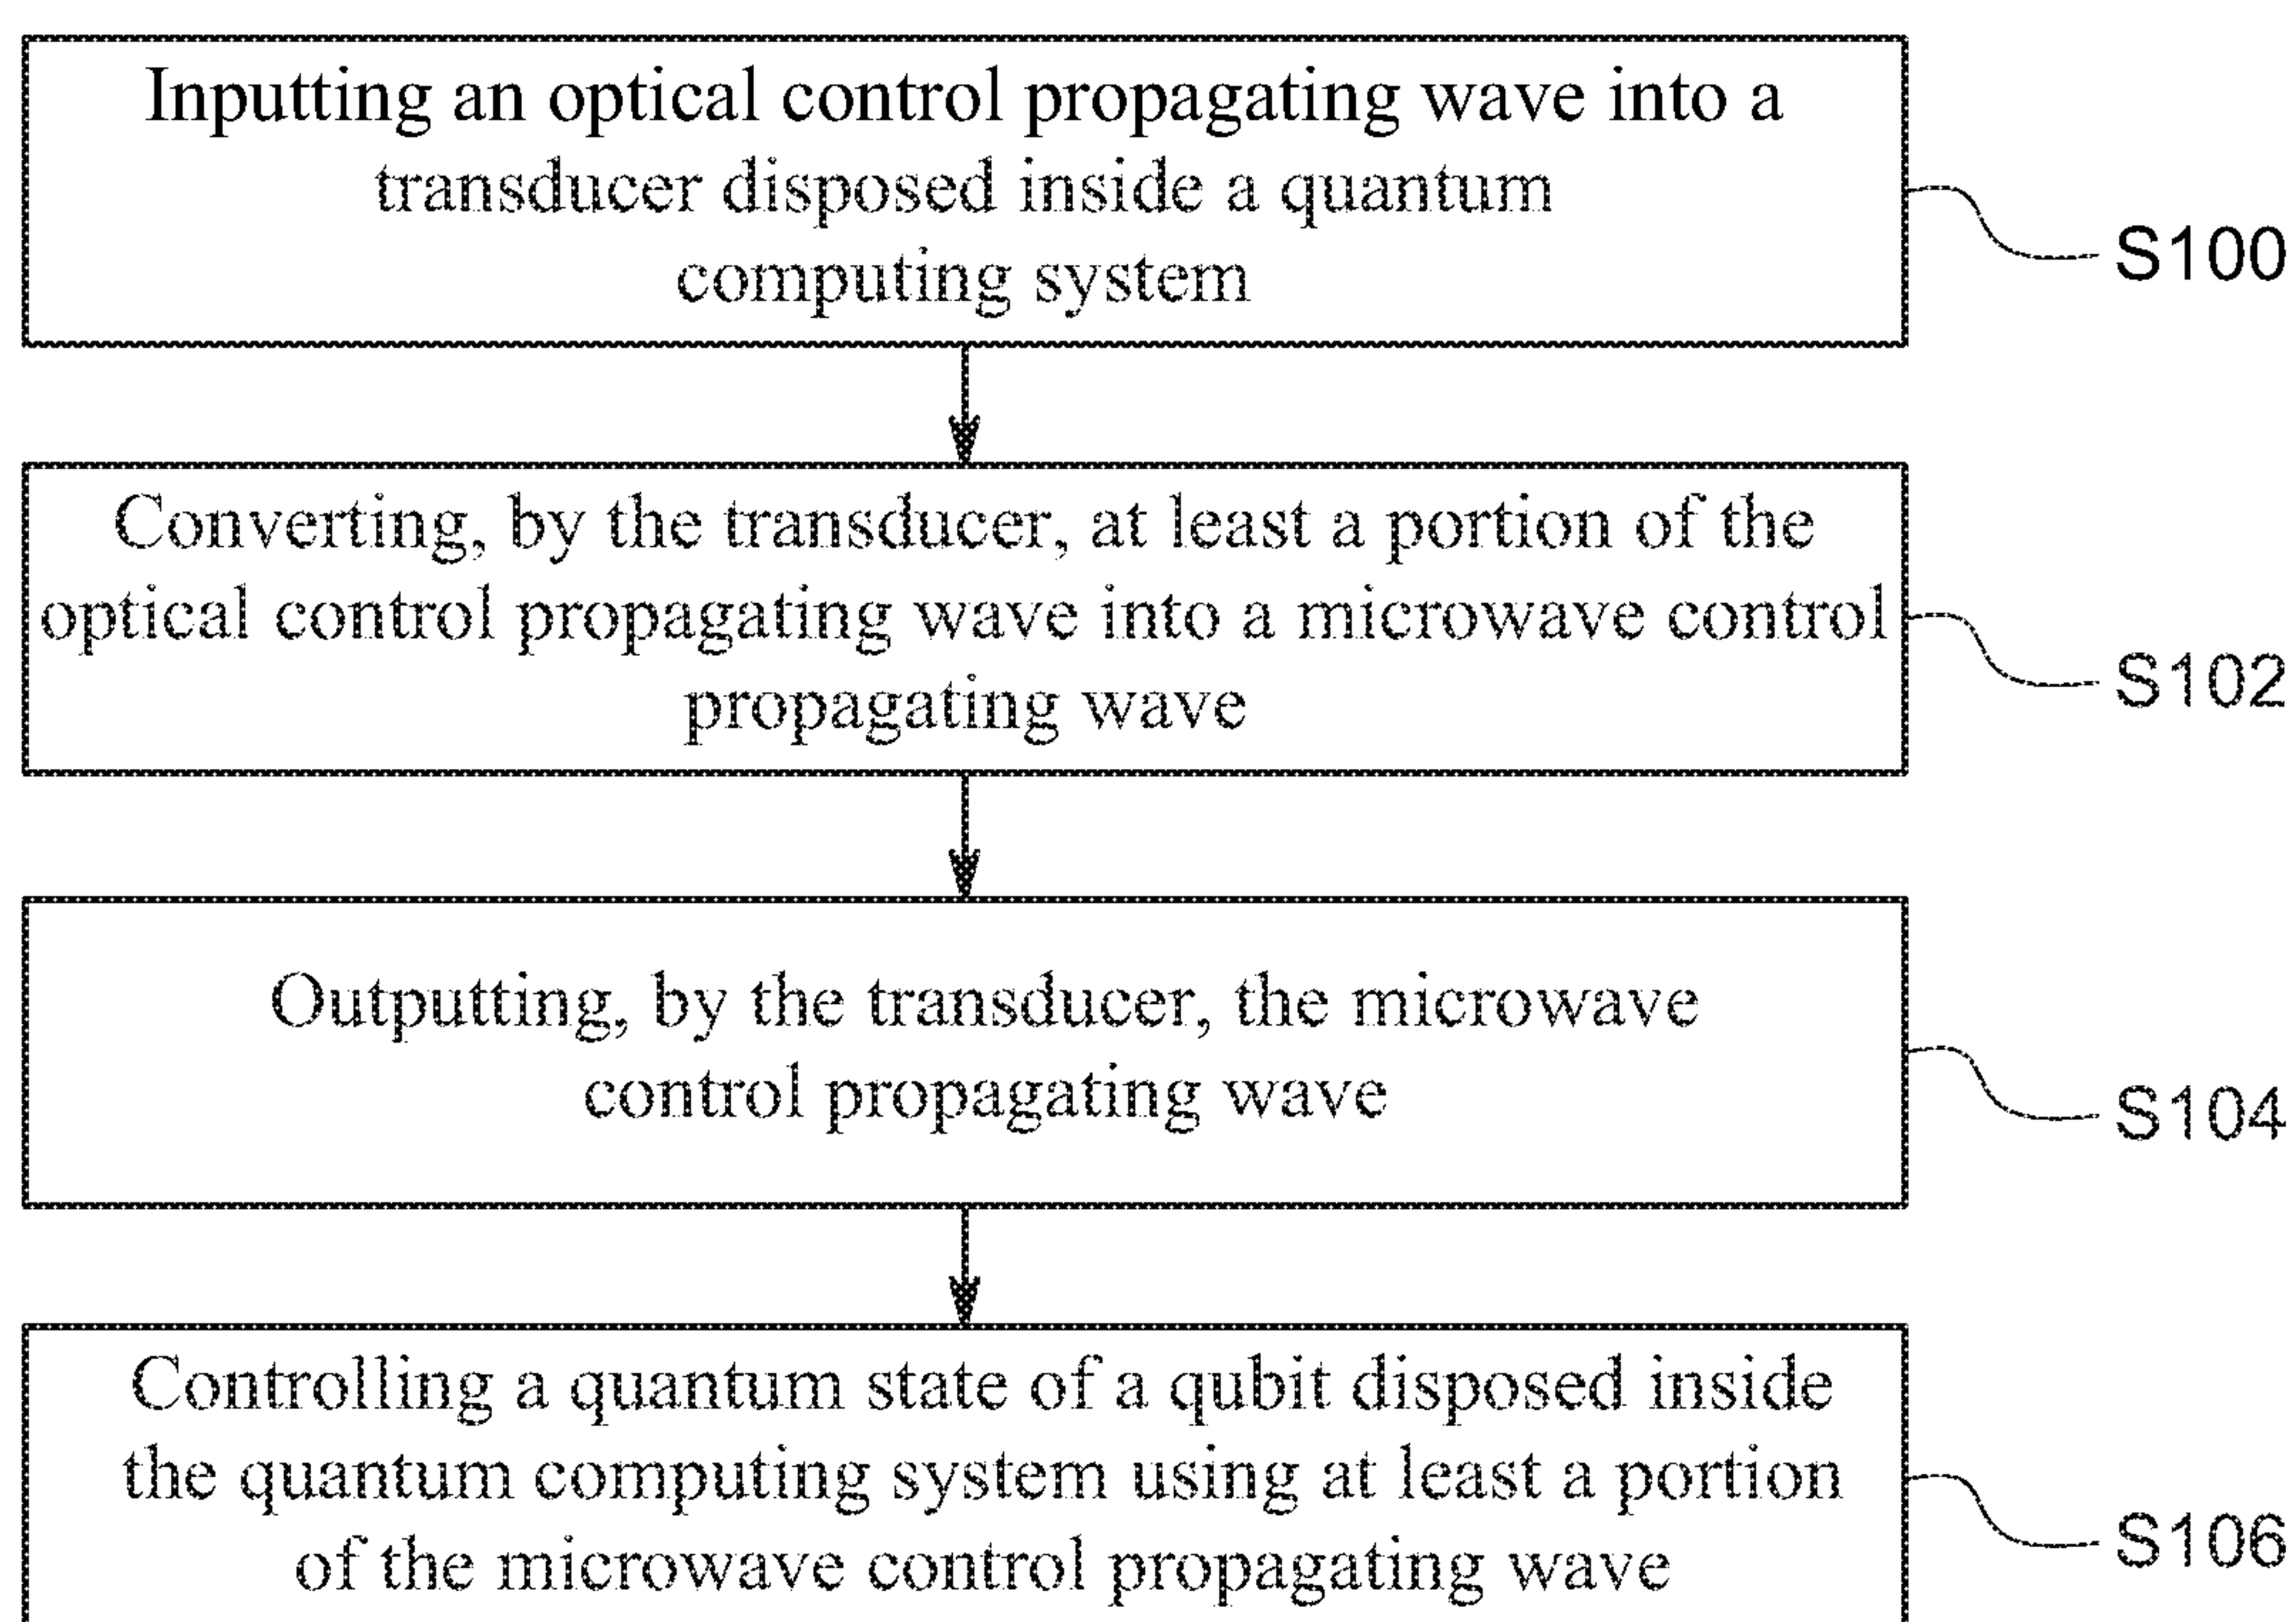 Inputting an optical control propagating wave into a
transducer disposed inside a quantum
computing system
S100
Converting, by the transducer, at least a portion of the
optical control propagating wave into a microwave control
propagating wave
S102
Outputting, by the transducer, the microwave
control propagating wave
S104
Controlling a quantum state of a qubit disposed inside
the quantum computing system using at least a portion
of the microwave control propagating wave
S106